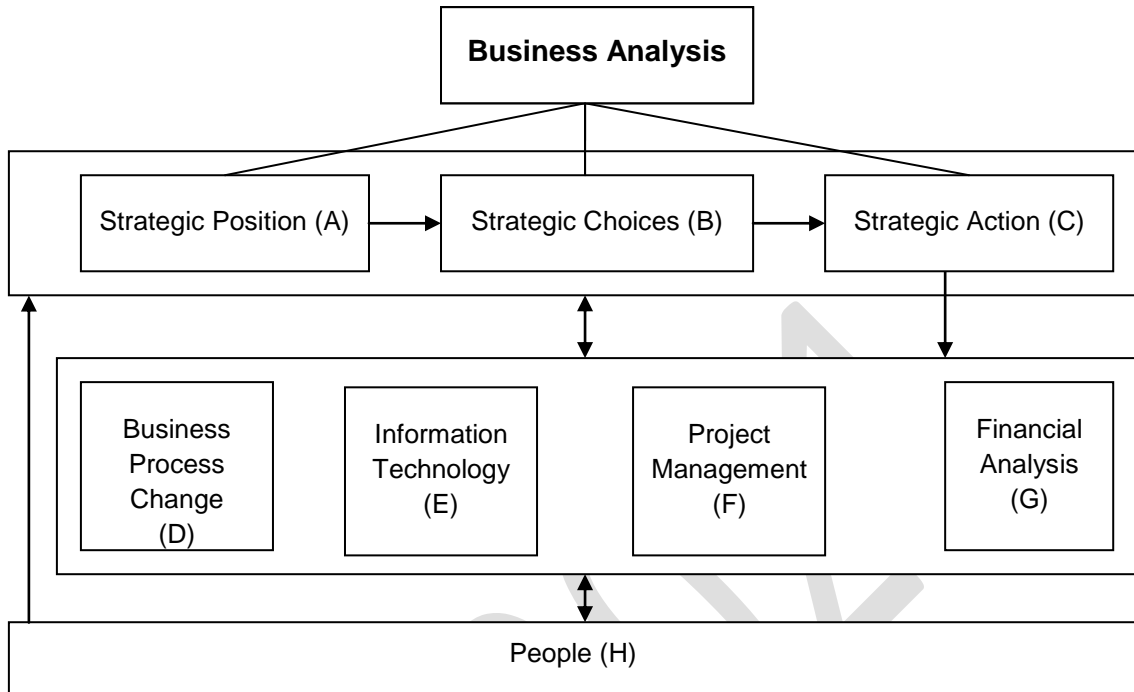 Business Analysis
Strategic Position (A)
Strategic Choices (B)
Strategic Action (C)
Business
Process
Change
(D)
Information
Technology
(E)
Project
Management
(F)
Financial
Analysis
(G)
People (H)